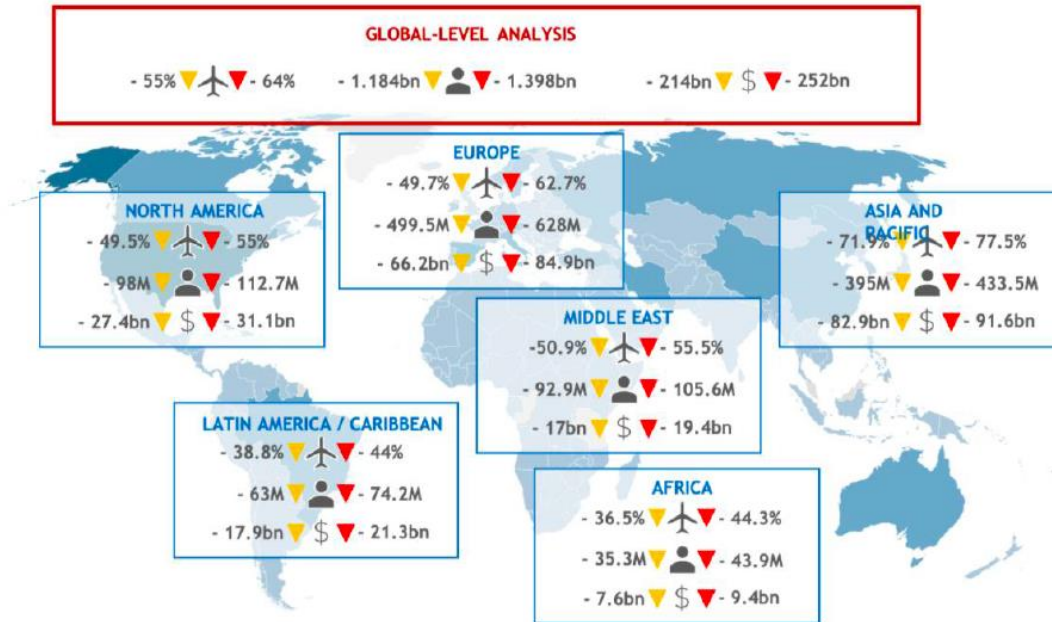 GLOBAL-LEVEL ANALYSIS
- 55% - 64% - 1.184bn - 1.398bn - 214bn $ - 252bn
EUROPE
- 49.7% - 62.7%
- 499.5M - 628M
- 66.2bn $ - 84.9bn
NORTH AMERICA
- 49.5% - 55%
- 98M - 112.7M
- 27.4bn $ - 31.1bn
ASIA AND
PACIFIC
- 71.9% - 77.5%
- 395M - 433.5M
- 82.9bn $ - 91.6bn
MIDDLE EAST
-50.9% - 55.5%
- 92.9M - 105.6M
- 17bn $ - 19.4bn
LATIN AMERICA / CARIBBEAN
- 38.8% - 44%
- 63M - 74.2M
- 17.9bn $ - 21.3bn
AFRICA
- 36.5% - 44.3%
- 35.3M - 43.9M
- 7.6bn $ - 9.4bn